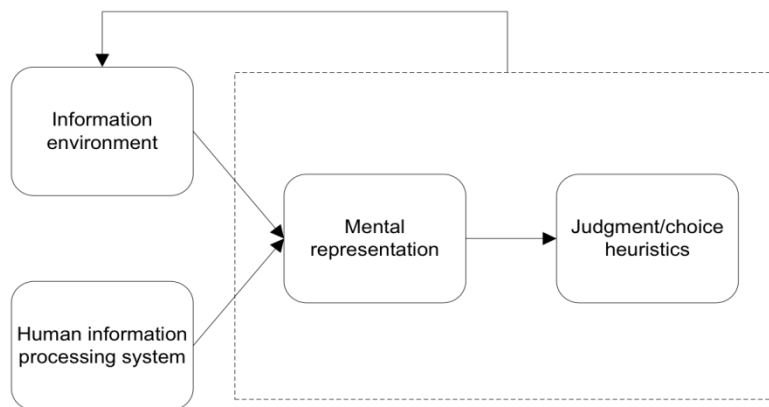 Information
environment
Mental
representation
Judgment/choice
heuristics
Human information
processing system